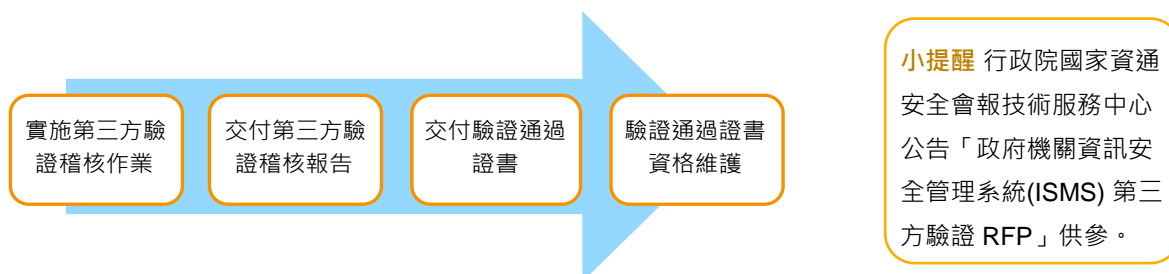 實施第三方驗
證稽核作業
交付第三方驗
證稽核報告
交付驗證通過
證書
驗證通過證書
資格維護
小提醒 行政院國家資通
安全會報技術服務中心
公告「政府機關資訊安
全管理系統(ISMS) 第三
方驗證 RFP」供參。